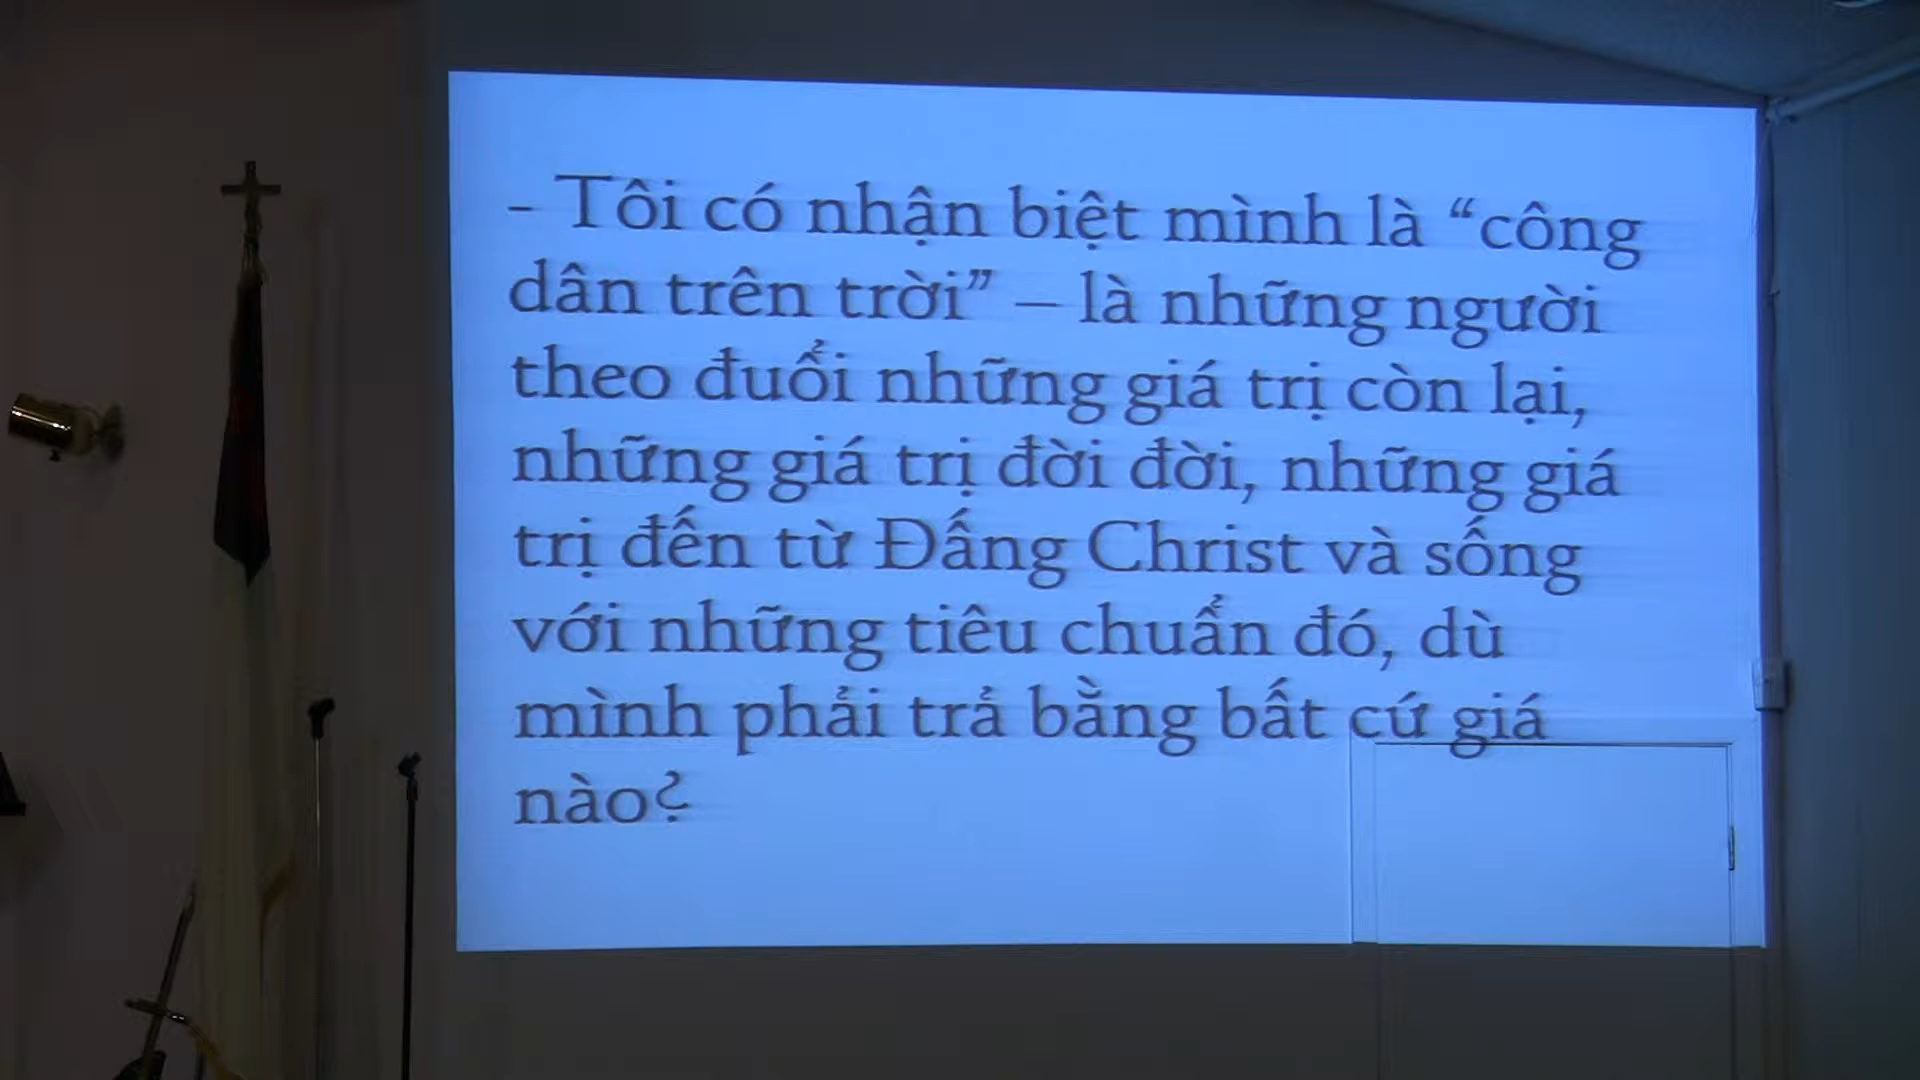 - Tôi có nhận biệt mình là “công
dân trên trời” – là những người
theo đuổi những giá trị còn lại,
những giá trị đời đời, những giá
trị đến từ Đấng Christ và sống
với những tiêu chuẩn đó, dù
mình phải trả bằng bất cứ giá
nào?